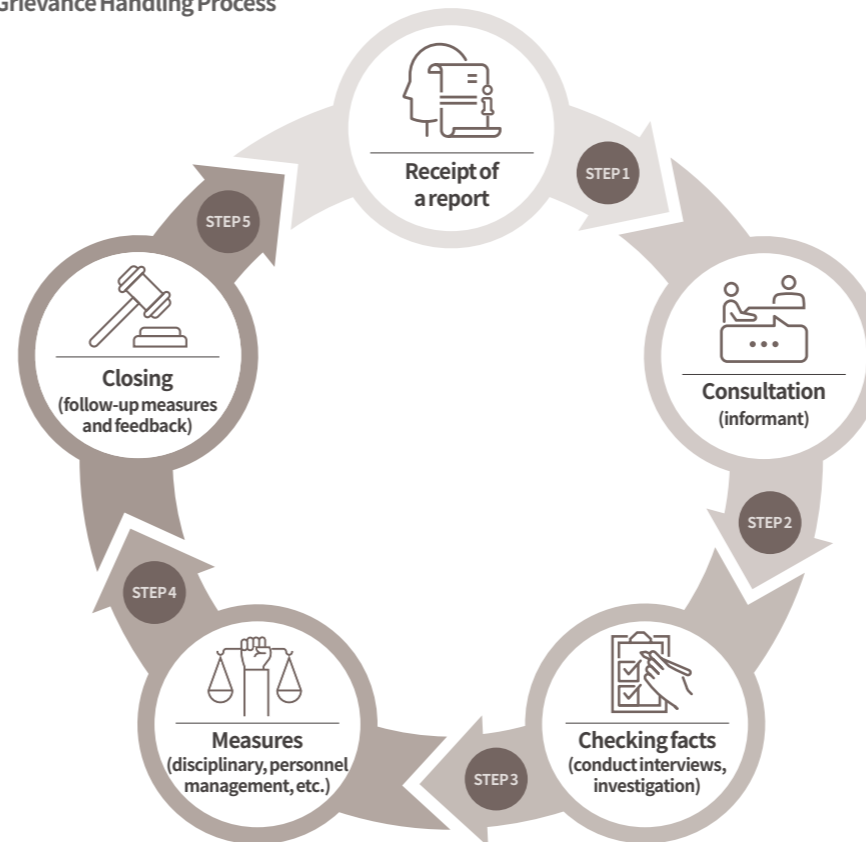 Grievance Handling Process
Receipt of
a report
STEP 1
Consultation
(informant)
STEP 2
Checking facts
(conduct interviews,
investigation)
STEP 3
Measures
(disciplinary, personnel
management, etc.)
STEP 4
Closing
(follow-up measures
and feedback)
STEP 5